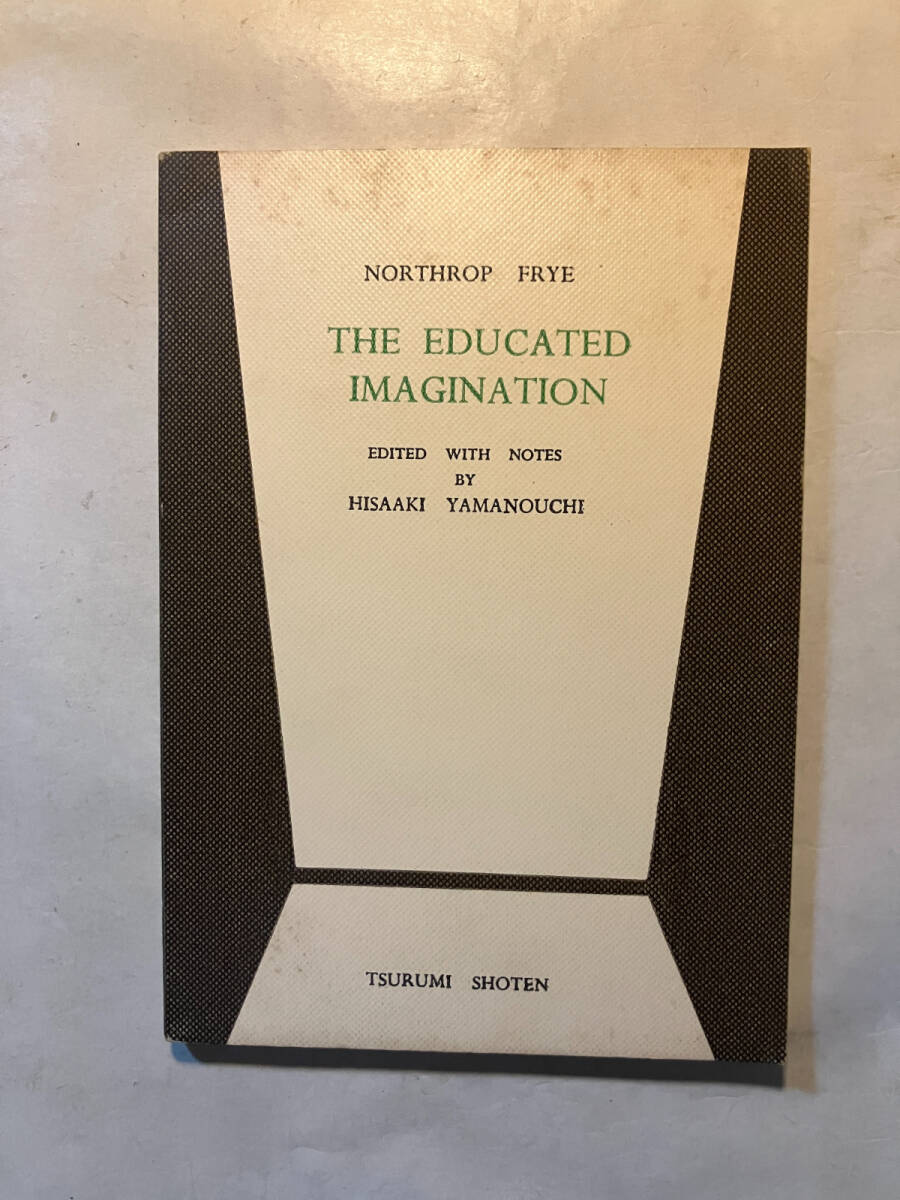 NORTHROP FRYE
THE EDUCATED
IMAGINATION
EDITED WITH NOTES
BY
HISAAKI YAMANOUCHI
TSURUMI SHOTEN